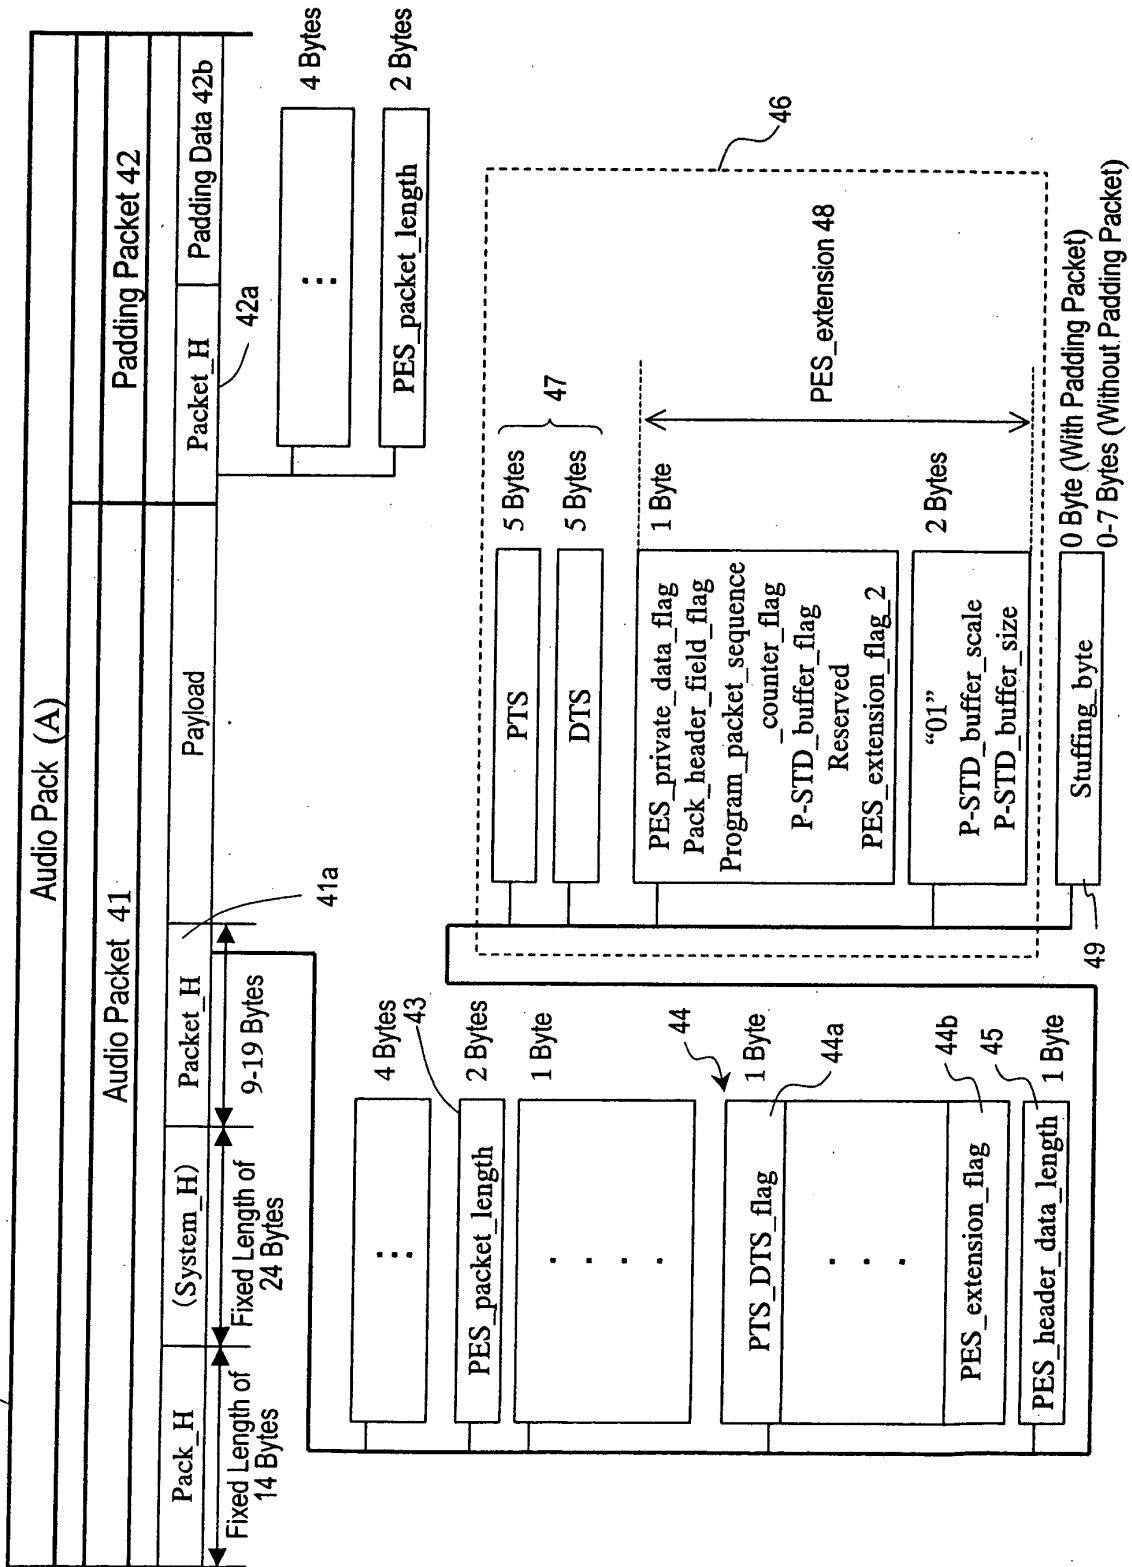 Audio Pack (A)
Audio Packet 41
Padding Packet 42
Pack_H
(System_H)
Packet_H
Payload
Packet_H
Padding Data 42b
Fixed Length of
14 Bytes
Fixed Length of
24 Bytes
9-19 Bytes
41a
42a
4 Bytes
PES_packet_length
2 Bytes
4 Bytes
43
PES_packet_length
2 Bytes
1 Byte
44
PTS_DTS_flag
1 Byte
44a
PES_extension_flag
44b
45
PES_header_data_length
1 Byte
46
PTS
5 Bytes
47
DTS
5 Bytes
PES_private_data_flag
Pack_header_field_flag
Program_packet_sequence
_counter_flag
P-STD_buffer_flag
Reserved
PES_extension_flag_2
1 Byte
PES_extension 48
“01”
P-STD_buffer_scale
P-STD_buffer_size
2 Bytes
49
Stuffing_byte
0 Byte (With Padding Packet)
0-7 Bytes (Without Padding Packet)